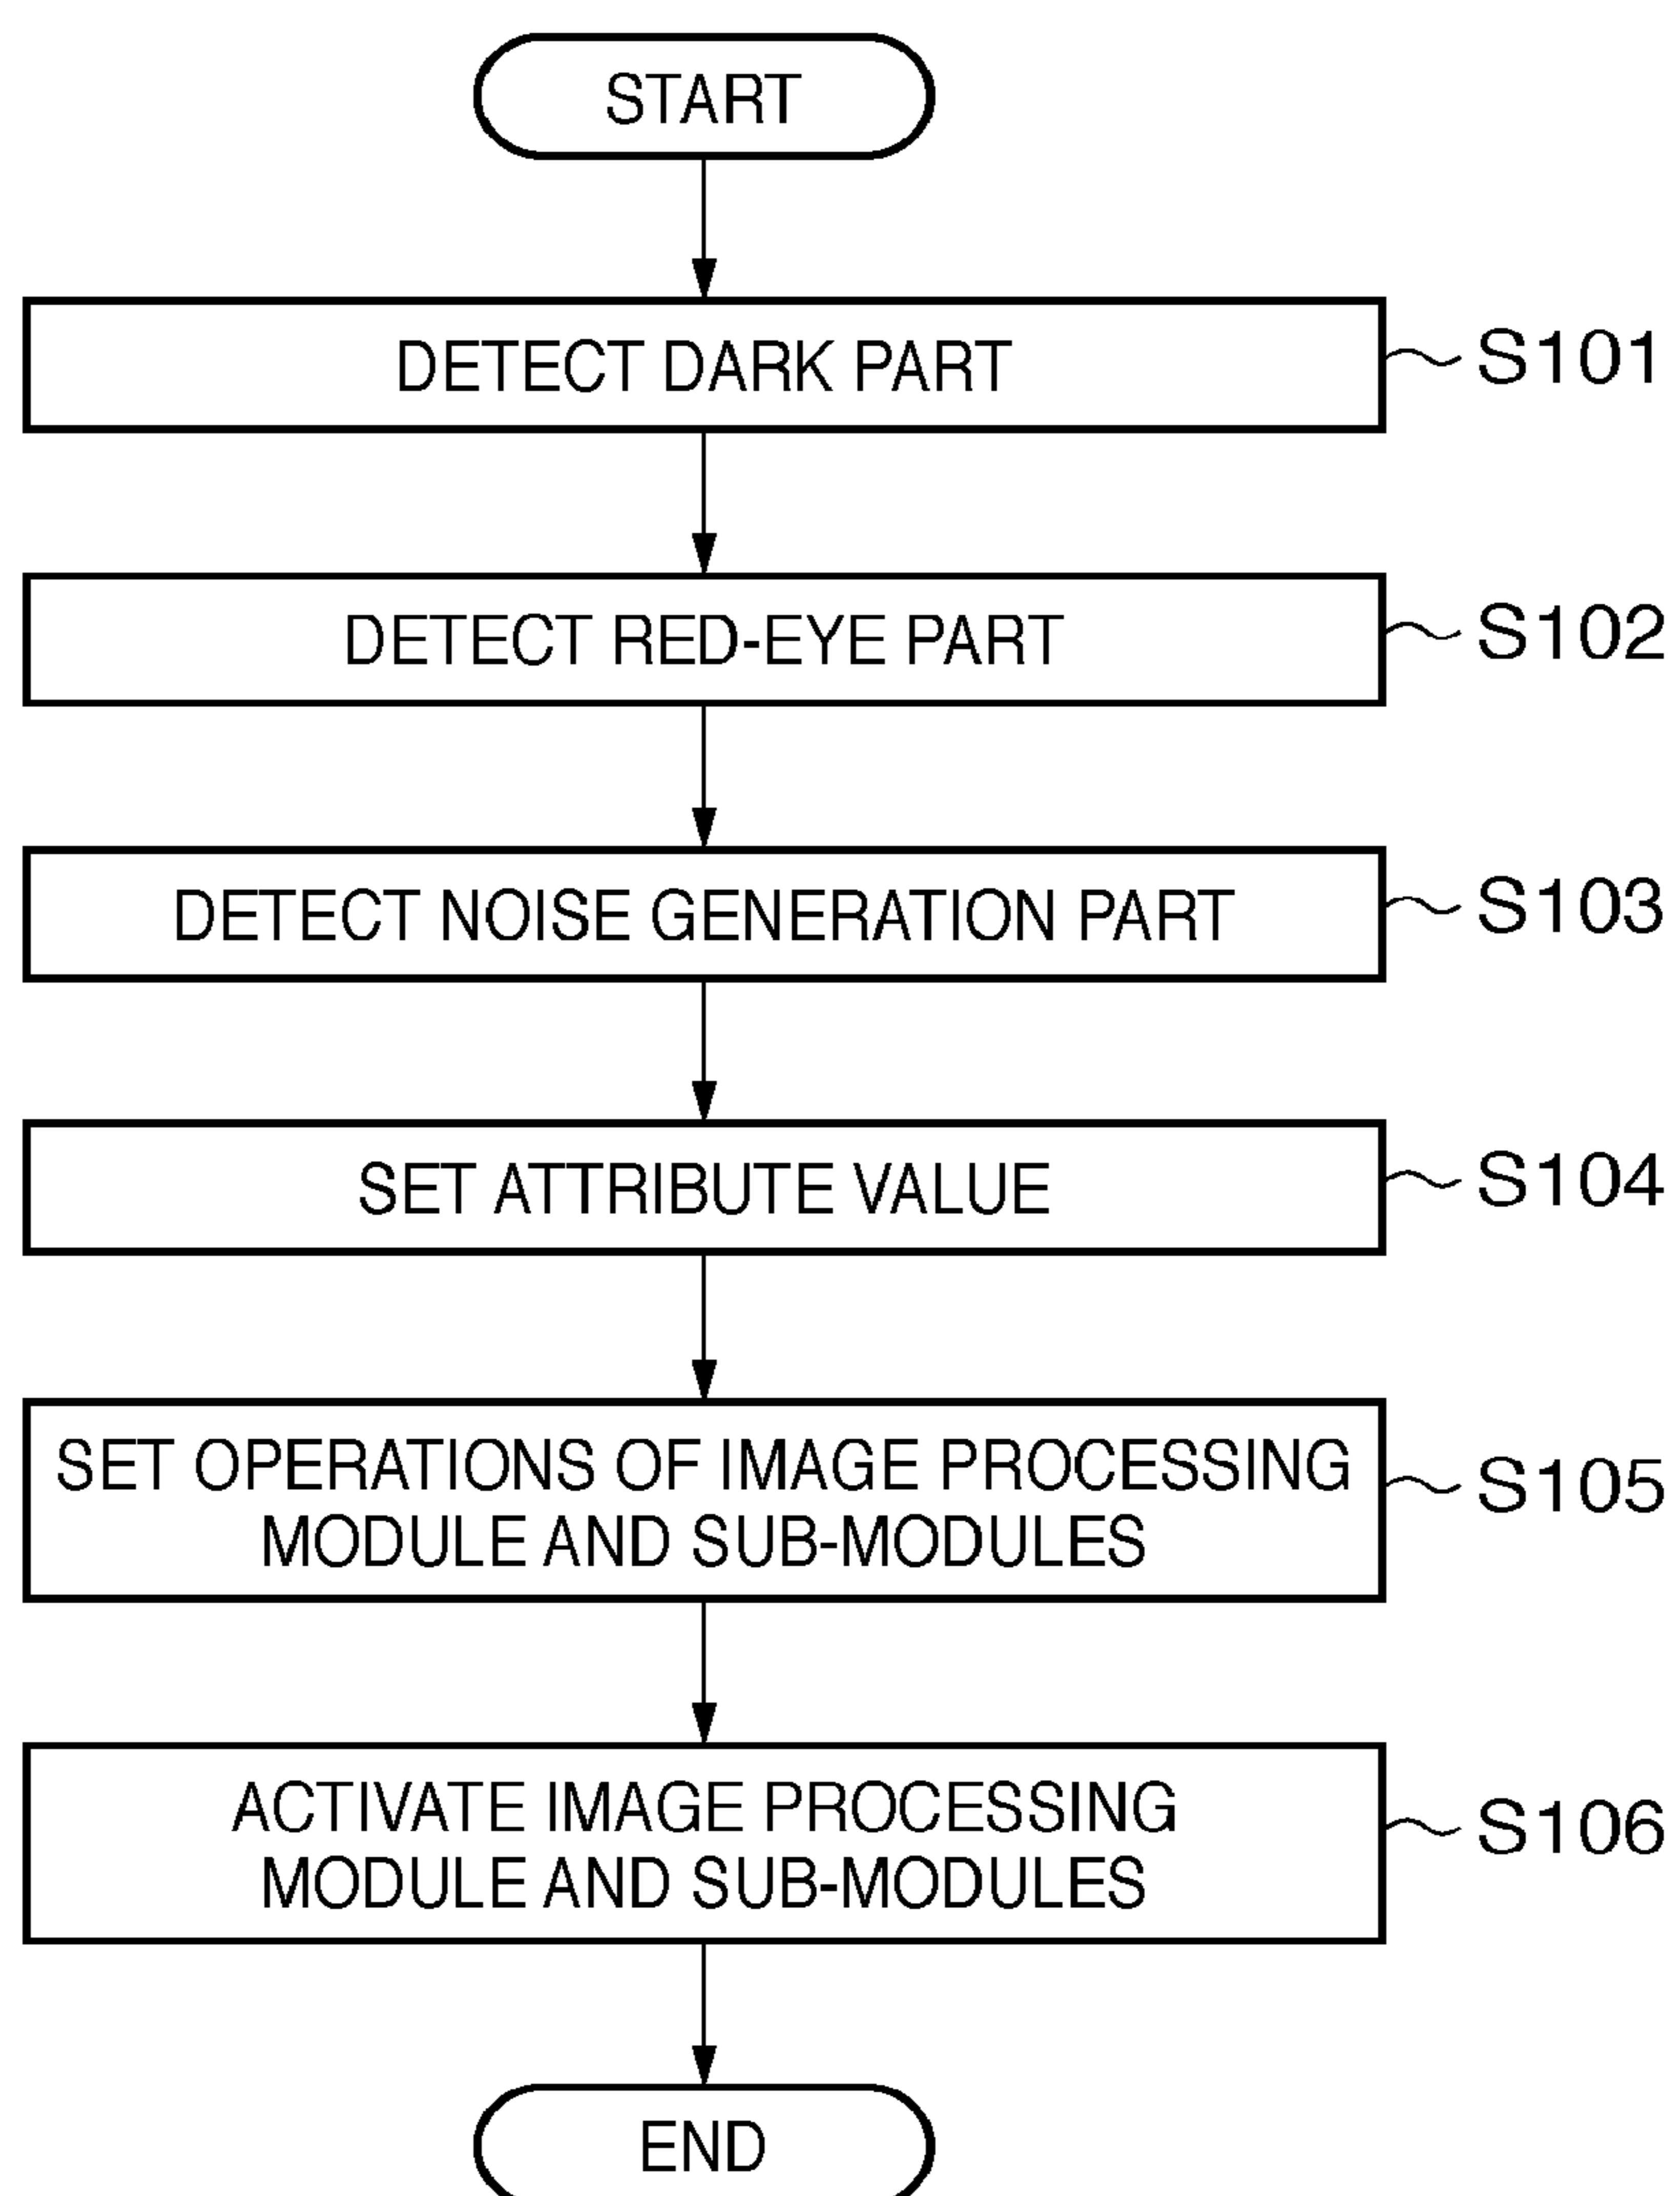 START
DETECT DARK PART
S101
DETECT RED-EYE PART
S102
DETECT NOISE GENERATION PART
S103
SET ATTRIBUTE VALUE
S104
SET OPERATIONS OF IMAGE PROCESSING
MODULE AND SUB-MODULES
S105
ACTIVATE IMAGE PROCESSING
MODULE AND SUB-MODULES
S106
END